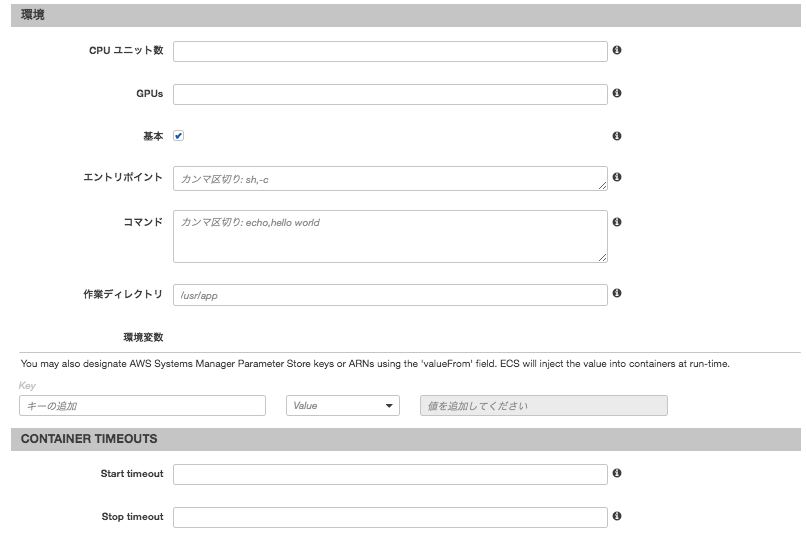 環境
CPU ユニット数
GPUs
基本
エントリポイント
カンマ区切り: sh,-c
コマンド
カンマ区切り: echo,hello world
作業ディレクトリ
/usr/app
環境変数
You may also designate AWS Systems Manager Parameter Store keys or ARNs using the 'valueFrom' field. ECS will inject the value into containers at run-time.
Key
キーの追加
Value
値を追加してください
CONTAINER TIMEOUTS
Start timeout
Stop timeout